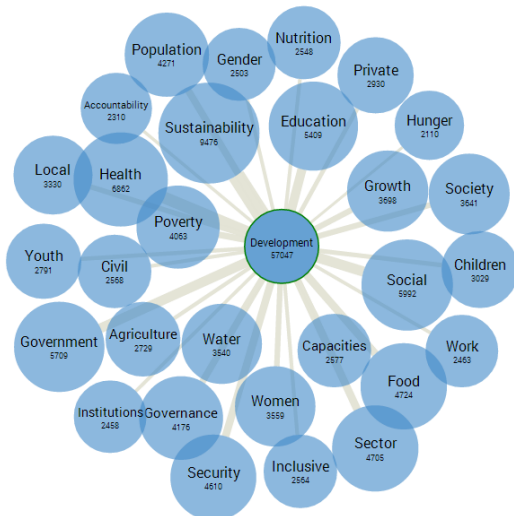 Population
4271
Gender
2503
Nutrition
2548
Private
2930
Accountability
2310
Sustainability
9476
Education
5409
Hunger
2110
Local
3330
Health
6862
Growth
3698
Society
3641
Poverty
4063
Development
57047
Youth
2791
Civil
2568
Social
5992
Children
3029
Government
5709
Agriculture
2729
Water
3540
Capacities
2577
Work
2463
Food
4724
Institutions
2458
Governance
4176
Women
3559
Sector
4705
Security
4610
Inclusive
2564